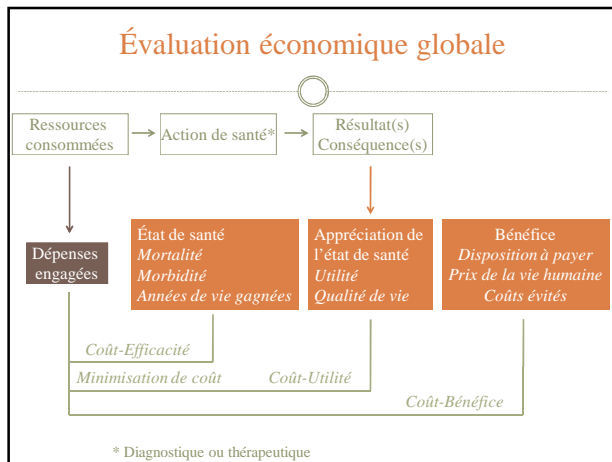 Évaluation économique globale
Ressources
consommées
Action de santé*
Résultat(s)
Conséquence(s)
Dépenses
engagées
État de santé
Mortalité
Morbidité
Années de vie gagnées
Appréciation de
l’état de santé
Utilité
Qualité de vie
Bénéfice
Disposition à payer
Prix de la vie humaine
Coûts évités
Coût-Efficacité
Minimisation de coût
Coût-Utilité
Coût-Bénéfice
* Diagnostique ou thérapeutique